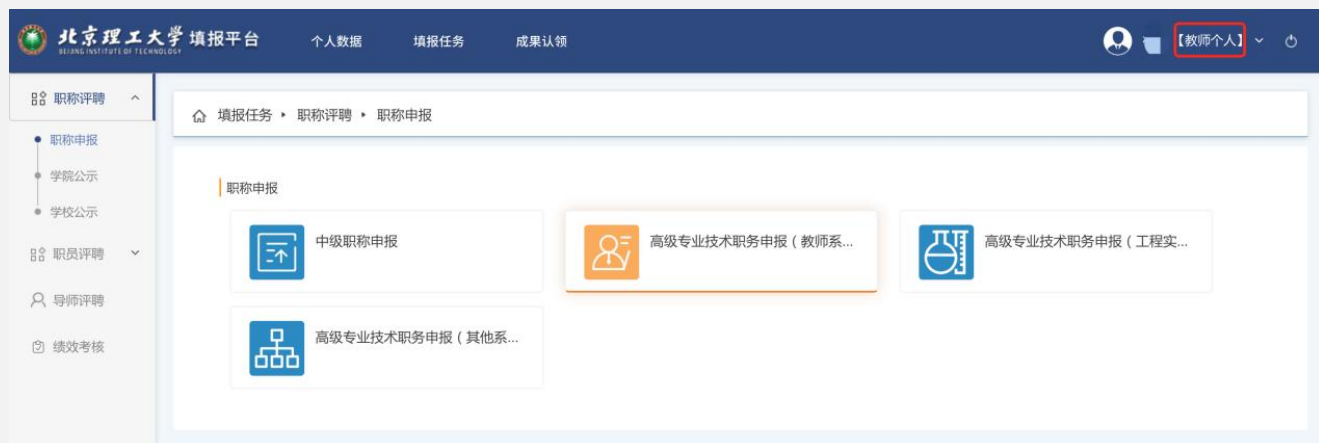 北京理工大学 填报平台 个人数据 填报任务 成果认领 【教师个人】
BEIJING INSTITUTE OF TECHNOLOGY
职称评聘
职称申报
学院公示
学校公示
职员评聘
导师评聘
绩效考核
填报任务 ▸ 职称评聘 ▸ 职称申报
职称申报
中级职称申报
高级专业技术职务申报（教师系...
高级专业技术职务申报（工程实...
高级专业技术职务申报（其他系...